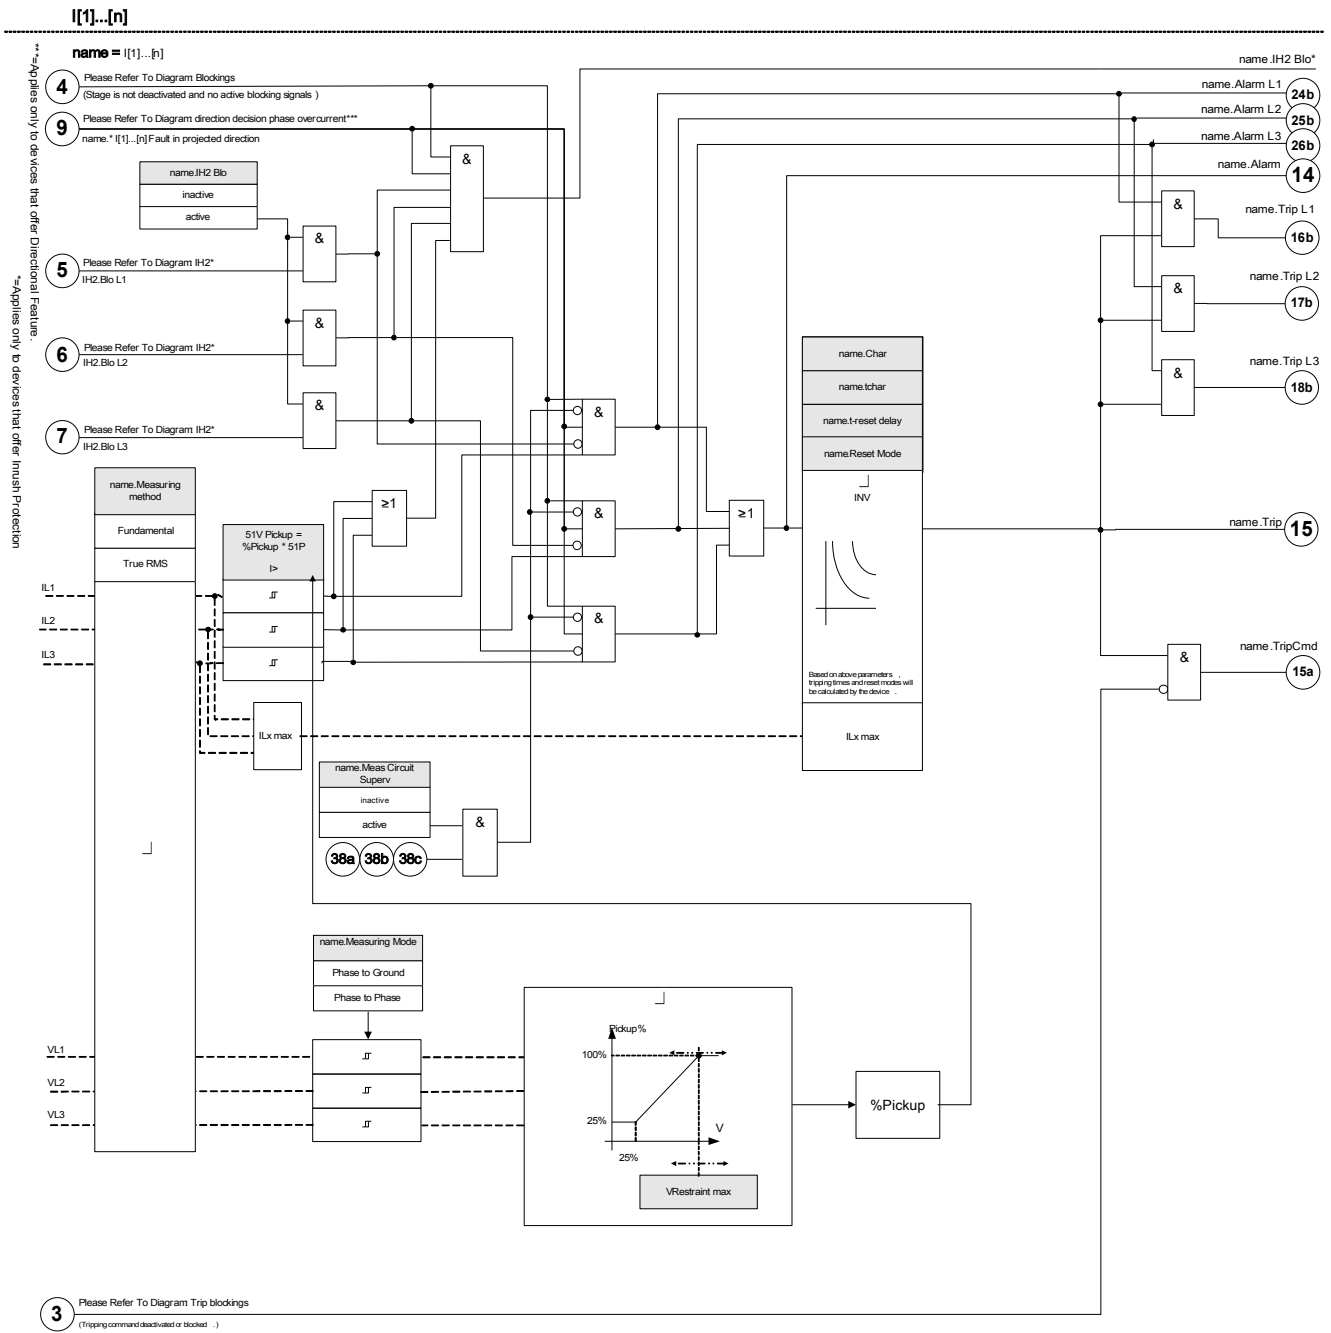 I[1]...[n]
name = I[1]...[n]
***=Applies only to devices that offer Directional Feature.
*=Applies only to devices that offer Inrush Protection
4
Please Refer To Diagram: Blockings
(Stage is not deactivated and no active blocking signals )
9
Please Refer To Diagram: direction decision phase overcurrent***
name.* I[1]...[n] Fault in projected direction
name.IH2 Blo
inactive
active
&
5
Please Refer To Diagram: IH2*
IH2.Blo L1
&
6
Please Refer To Diagram: IH2*
IH2.Blo L2
&
7
Please Refer To Diagram: IH2*
IH2.Blo L3
&
name.IH2 Blo*
name.Alarm L1
24b
name.Alarm L2
25b
name.Alarm L3
26b
name.Alarm
14
&
name.Trip L1
16b
&
name.Trip L2
17b
&
name.Trip L3
18b
name.Measuring
method
Fundamental
True RMS
51V Pickup =
%Pickup * 51P
I>
≥1
&
&
&
≥1
name.Char
name.tchar
name.t-reset delay
name.Reset Mode
INV
Based on above parameters ,
tripping times and reset modes will
be calculated by the device .
ILx max
name.Trip
15
IL1
IL2
IL3
ILx max
&
name.TripCmd
15a
name.Meas Circuit
Superv
inactive
active
&
38a
38b
38c
name.Measuring Mode
Phase to Ground
Phase to Phase
VL1
VL2
VL3
Pickup%
100%
25%
V
25%
VRestraint max
%Pickup
3
Please Refer To Diagram: Trip blockings
(Tripping command deactivated or blocked . )